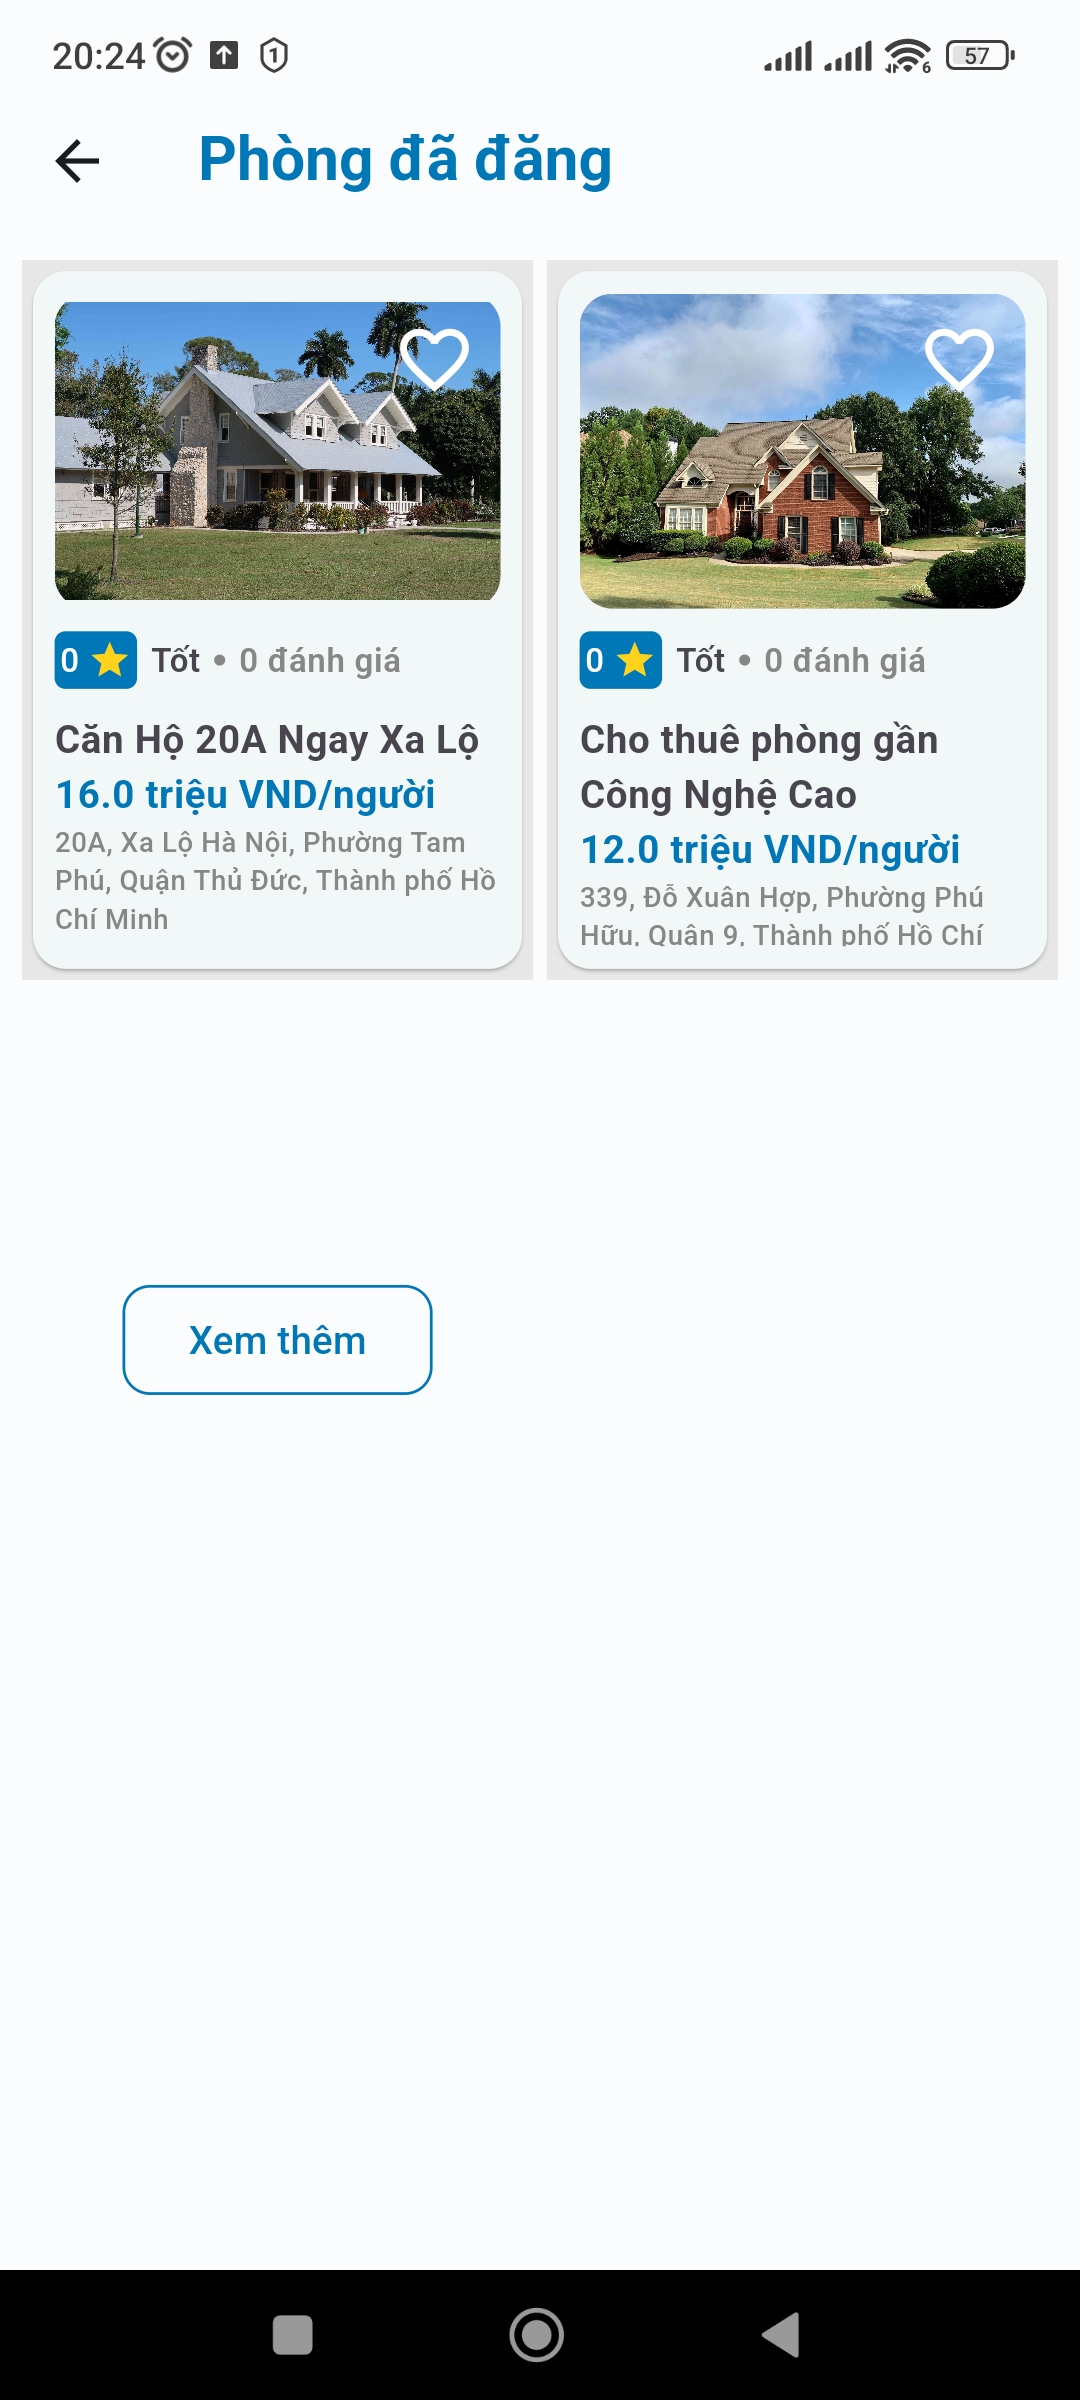 20:24
6
57
Phòng đã đăng
0 Tốt • 0 đánh giá
Căn Hộ 20A Ngay Xa Lộ
16.0 triệu VND/người
20A, Xa Lộ Hà Nội, Phường Tam
Phú, Quận Thủ Đức, Thành phố Hồ
Chí Minh
0 Tốt • 0 đánh giá
Cho thuê phòng gần
Công Nghệ Cao
12.0 triệu VND/người
339, Đỗ Xuân Hợp, Phường Phú
Hữu, Quận 9, Thành phố Hồ Chí
Xem thêm